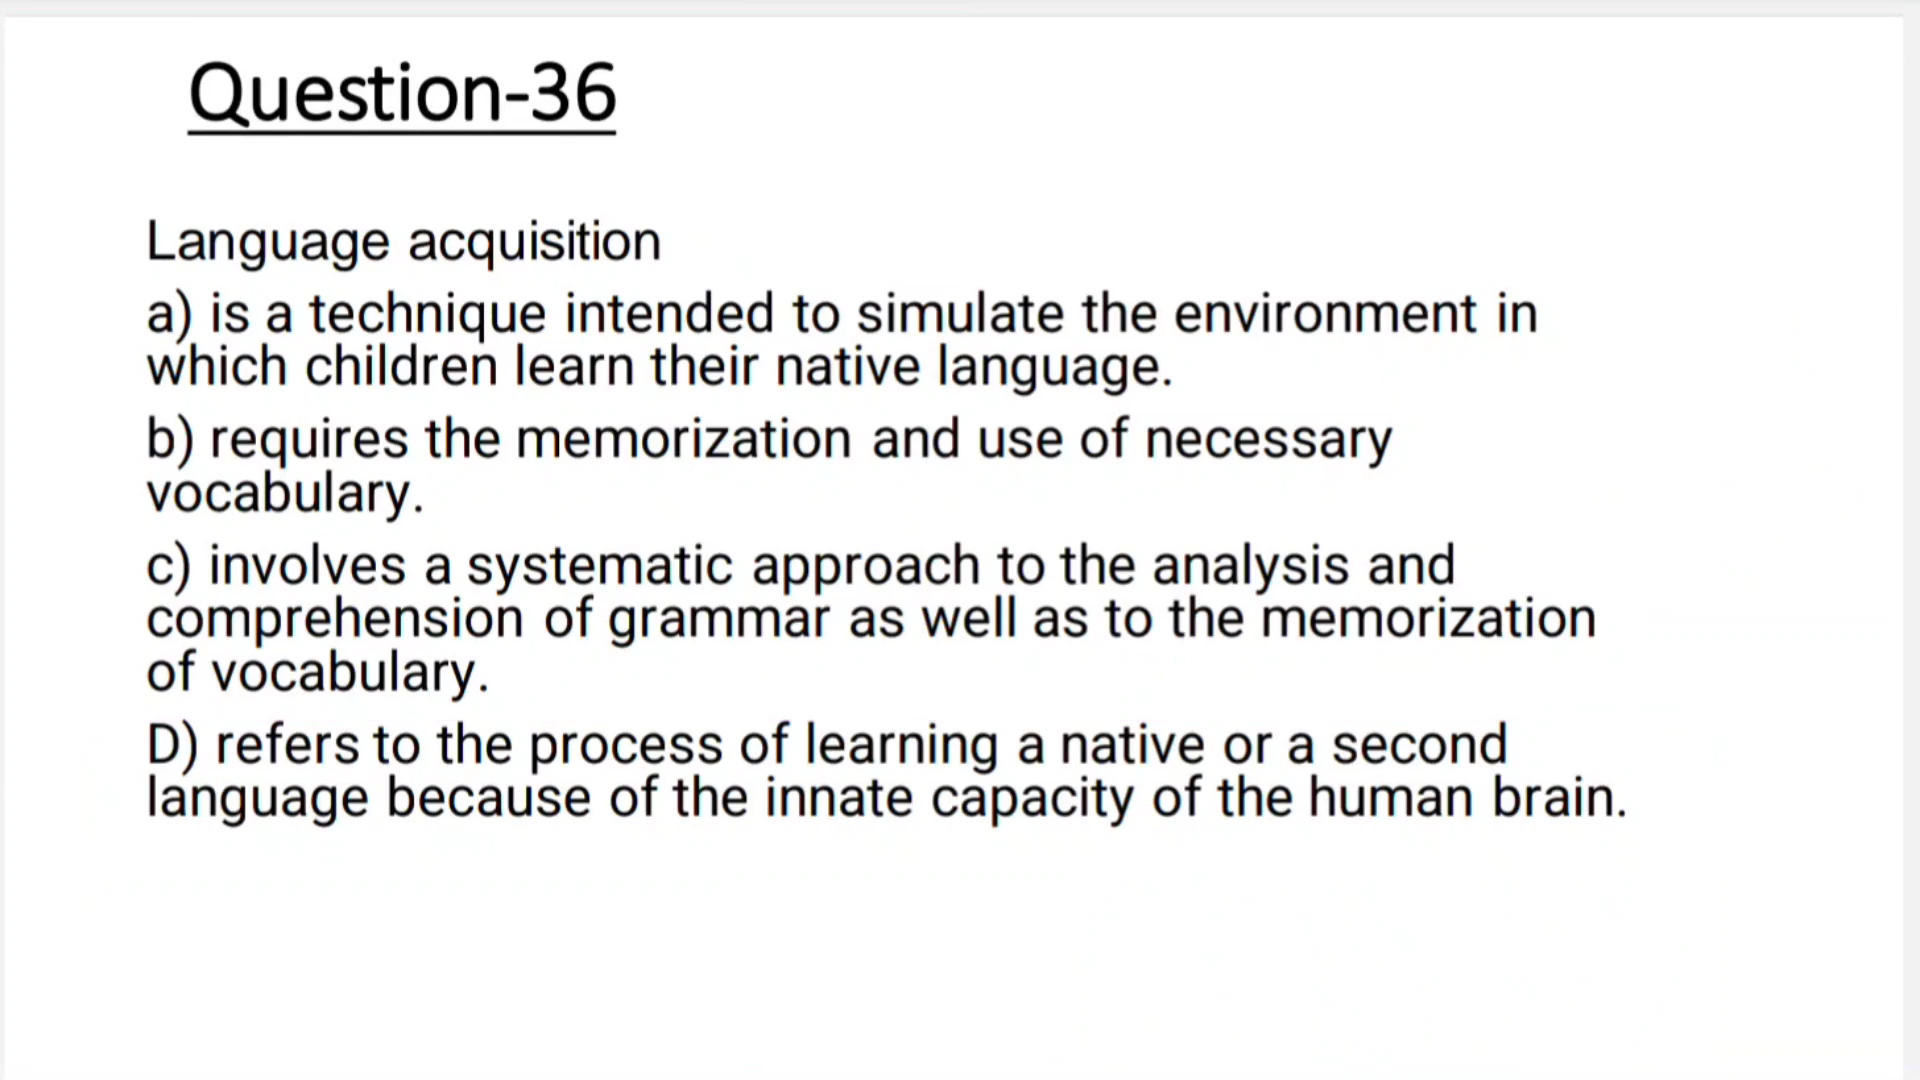 Question-36
Language acquisition
a) is a technique intended to simulate the environment in
which children learn their native language.
b) requires the memorization and use of necessary
vocabulary.
c) involves a systematic approach to the analysis and
comprehension of grammar as well as to the memorization
of vocabulary.
D) refers to the process of learning a native or a second
language because of the innate capacity of the human brain.